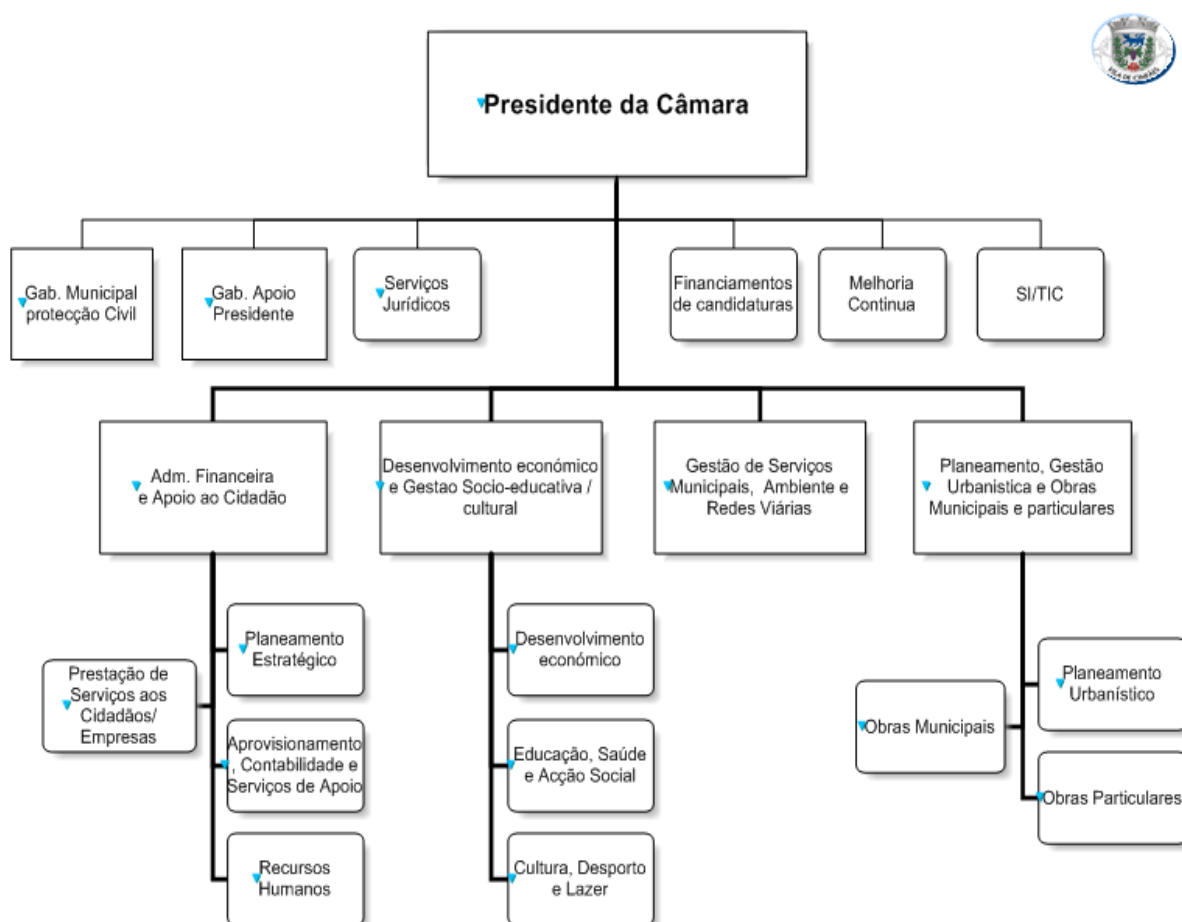 VILA DE CINFÃES
Presidente da Câmara
Gab. Municipal
protecção Civil
Gab. Apoio
Presidente
Serviços
Jurídicos
Financiamentos
de candidaturas
Melhoria
Continua
SI/TIC
Adm. Financeira
e Apoio ao Cidadão
Desenvolvimento económico
e Gestao Socio-educativa /
cultural
Gestão de Serviços
Municipais, Ambiente e
Redes Viárias
Planeamento, Gestão
Urbanistica e Obras
Municipais e particulares
Prestação de
Serviços aos
Cidadãos/
Empresas
Planeamento
Estratégico
Aprovisionamento
, Contabilidade e
Serviços de Apoio
Recursos
Humanos
Desenvolvimento
económico
Educação, Saúde
e Acção Social
Cultura, Desporto
e Lazer
Obras Municipais
Planeamento
Urbanístico
Obras Particulares